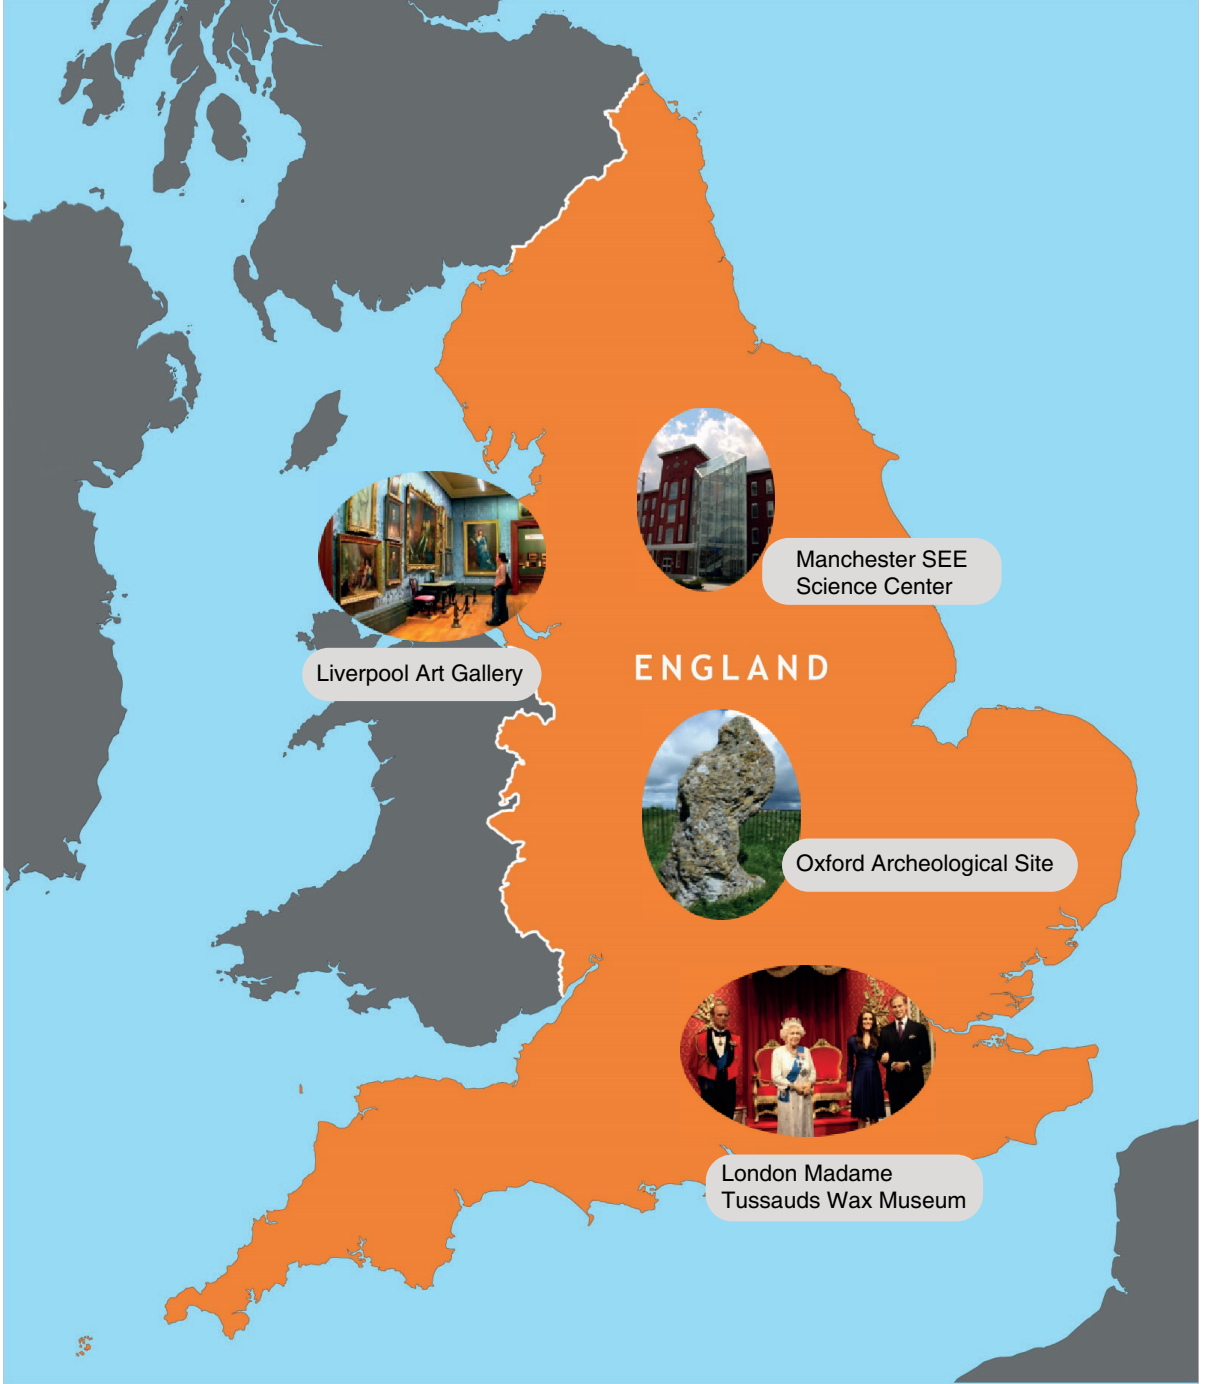 Manchester SEE
Science Center
Liverpool Art Gallery
ENGLAND
Oxford Archeological Site
London Madame
Tussauds Wax Museum